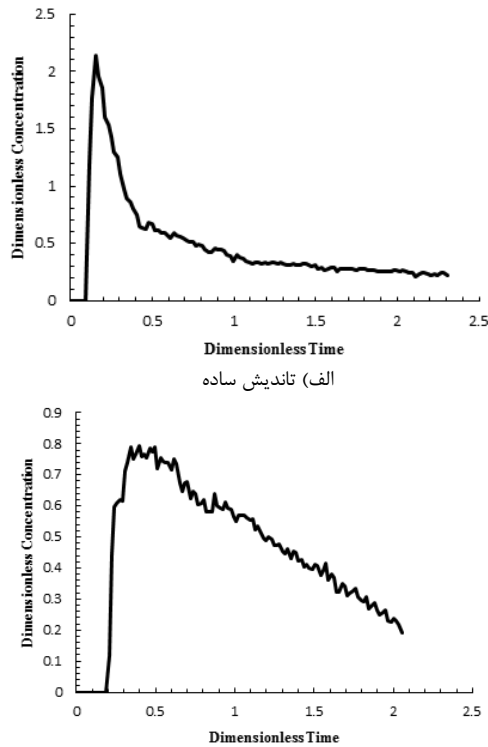 2.5
2
1.5
1
0.5
0
Dimensionless Concentration
0 0.5 1 1.5 2 2.5
Dimensionless Time
الف) تاندیش ساده
0.9
0.8
0.7
0.6
0.5
0.4
0.3
0.2
0.1
0
Dimensionless Concentration
0 0.5 1 1.5 2 2.5
Dimensionless Time